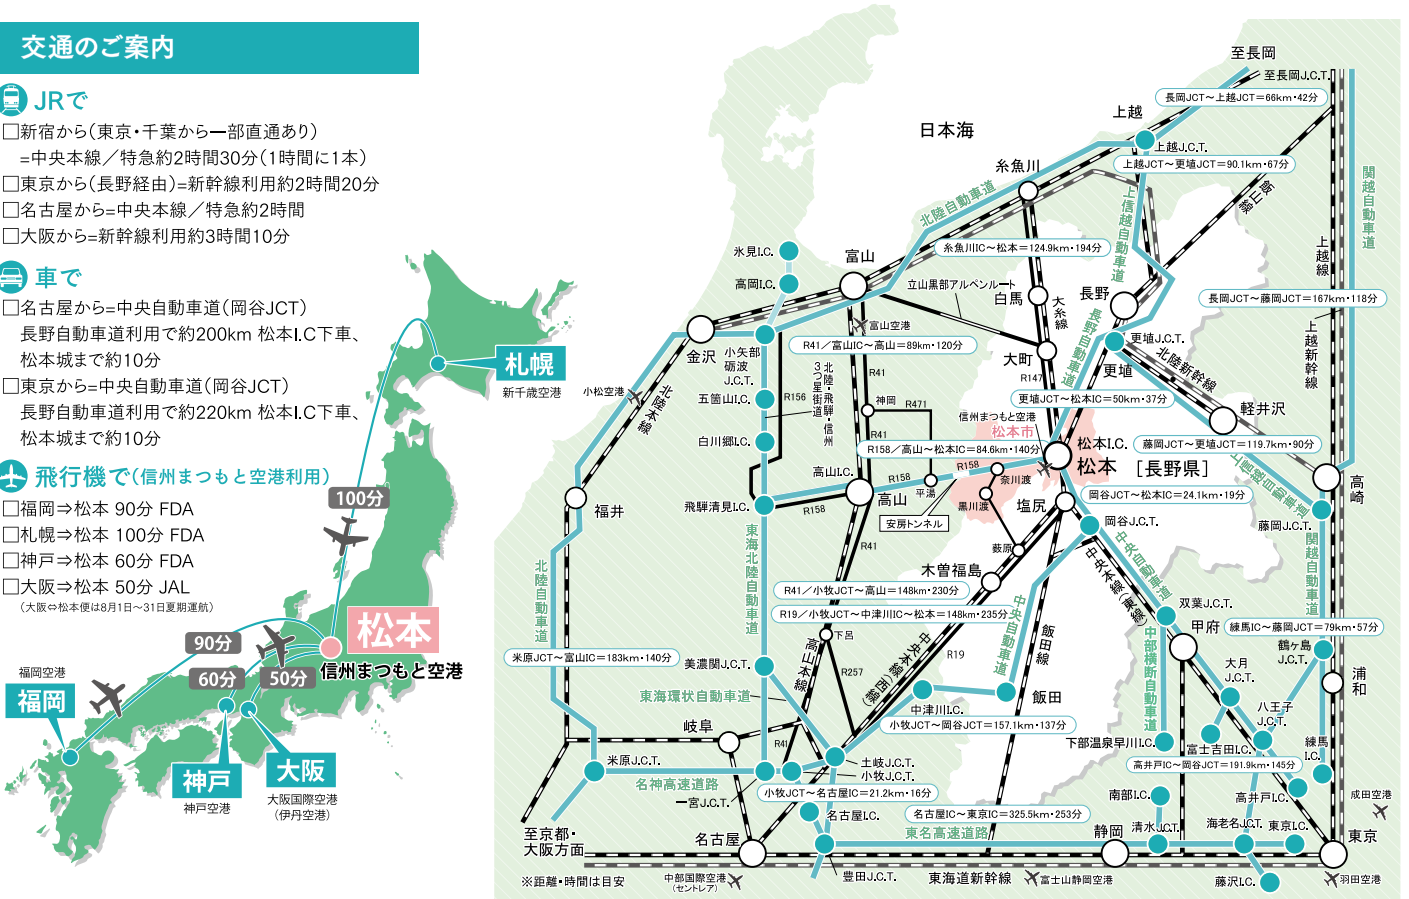 交通のご案内
JRで
□新宿から(東京・千葉から一部直通あり)
=中央本線／特急約2時間30分(1時間に1本)
□東京から(長野経由)=新幹線利用約2時間20分
□名古屋から=中央本線／特急約2時間
□大阪から=新幹線利用約3時間10分
車で
□名古屋から=中央自動車道(岡谷JCT)
長野自動車道利用で約200km 松本I.C下車、
松本城まで約10分
□東京から=中央自動車道(岡谷JCT)
長野自動車道利用で約220km 松本I.C下車、
松本城まで約10分
飛行機で(信州まつもと空港利用)
□福岡⇒松本 90分 FDA
□札幌⇒松本 100分 FDA
□神戸⇒松本 60分 FDA
□大阪⇒松本 50分 JAL
(大阪⇔松本便は8月1日〜31日夏期運航)
札幌
新千歳空港
100分
松本
信州まつもと空港
90分
60分
50分
福岡空港
福岡
神戸
神戸空港
大阪
大阪国際空港
(伊丹空港)
至長岡
至長岡J.C.T.
長岡JCT〜上越JCT=66km・42分
上越
日本海
上越J.C.T.
上越JCT〜更埴JCT=90.1km・67分
糸魚川
関越自動車道
飯山線
北陸自動車道
上信越自動車道
上越線
氷見I.C.
富山
糸魚川IC〜松本=124.9km・194分
高岡I.C.
立山黒部アルペンルート
白馬
大糸線
長野
長岡JCT〜藤岡JCT=167km・118分
富山空港
金沢
小矢部
砺波
J.C.T.
R41／富山IC〜高山=89km・120分
大町
長野自動車道
更埴J.C.T.
上越新幹線
北陸新幹線
更埴
小松空港
北陸本線
五箇山I.C.
R156
北陸・飛騨・信州
3つ星街道
R41
神岡
R471
R147
更埴JCT〜松本IC=50km・37分
軽井沢
信州まつもと空港
松本市
白川郷I.C.
R41
R158／高山〜松本IC=84.6km・140分
松本I.C.
松本
[長野県]
藤岡JCT〜更埴JCT=119.7km・90分
上信越自動車道
高山I.C.
R158
R158
奈川渡
高崎
福井
飛騨清見I.C.
高山
平湯
黒川渡
岡谷JCT〜松本IC=24.1km・19分
R158
安房トンネル
塩尻
岡谷J.C.T.
藤岡J.C.T.
東海北陸自動車道
R41
薮原
中央自動車道
関越自動車道
北陸自動車道
木曽福島
中央本線(東線)
R41／小牧JCT〜高山=148km・230分
双葉J.C.T.
R19／小牧JCT〜中津川IC〜松本=148km・235分
中央自動車道
甲府
練馬IC〜藤岡JCT=79km・57分
下呂
飯田線
中部横断自動車道
鶴ヶ島
J.C.T.
米原JCT〜富山IC=183km・140分
高山本線
中央本線(西線)
R19
美濃関J.C.T.
R257
大月
J.C.T.
浦和
東海環状自動車道
飯田
中津川I.C.
八王子
J.C.T.
岐阜
小牧JCT〜岡谷JCT=157.1km・137分
R41
下部温泉早川I.C.
富士吉田I.C.
練馬
I.C.
米原J.C.T.
土岐J.C.T.
高井戸IC〜岡谷JCT=191.9km・145分
名神高速道路
小牧J.C.T.
一宮J.C.T.
小牧JCT〜名古屋IC=21.2km・16分
南部I.C.
高井戸I.C.
成田空港
名古屋I.C.
名古屋IC〜東京IC=325.5km・253分
至京都・
大阪方面
名古屋
東名高速道路
静岡
清水JCT.
海老名J.C.T.
東京I.C.
東京
※距離・時間は目安
中部国際空港
(セントレア)
豊田J.C.T.
東海道新幹線
富士山静岡空港
藤沢I.C.
羽田空港